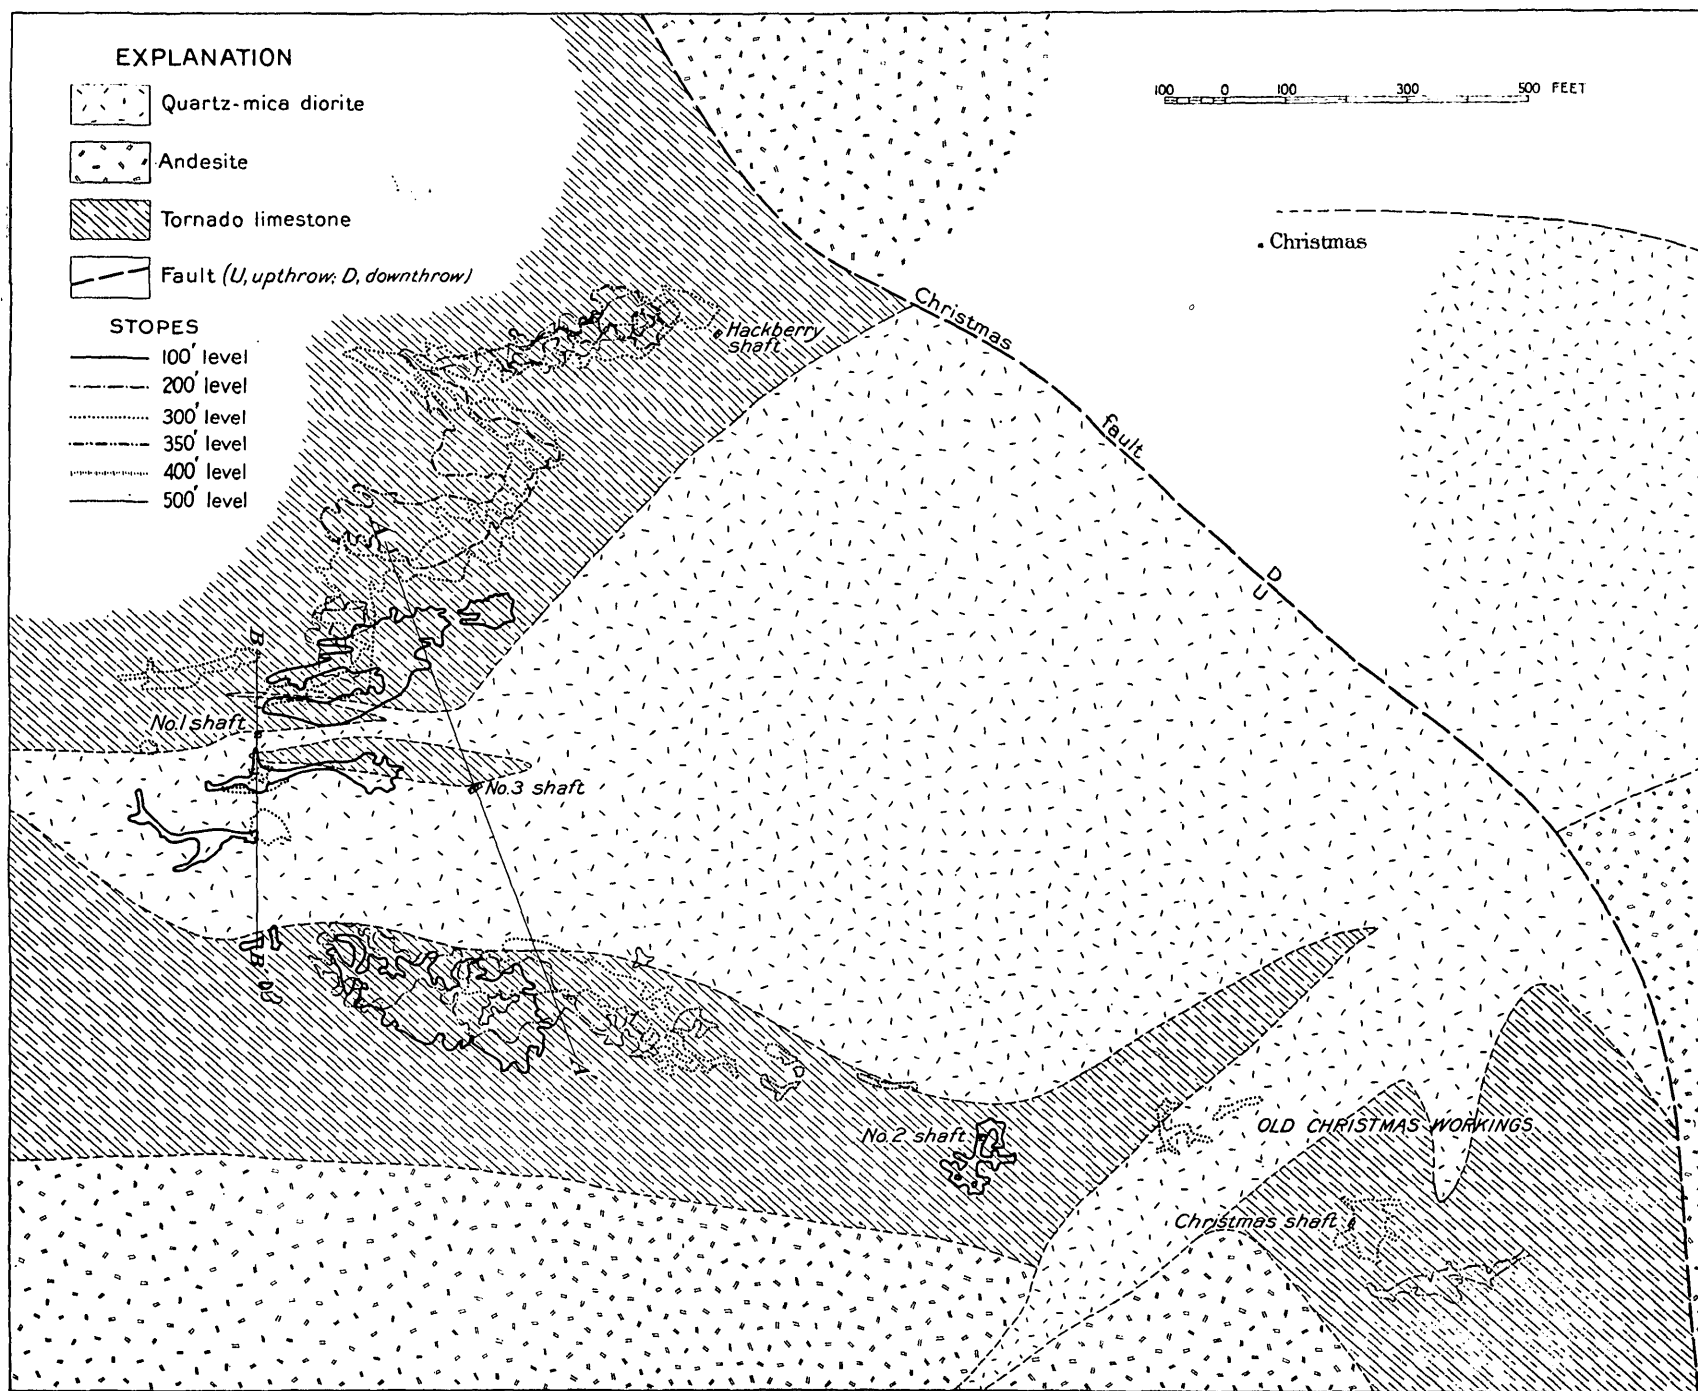 EXPLANATION
Quartz-mica diorite
Andesite
Tornado limestone
Fault (U, upthrow; D, downthrow)
STOPES
100' level
200' level
300' level
350' level
400' level
500' level
100 0 100 300 500 FEET
Christmas
Hackberry
shaft
Christmas
fault
D
U
A
B
No.1 shaft
No.3 shaft
B
A
No.2 shaft
OLD CHRISTMAS WORKINGS
Christmas shaft